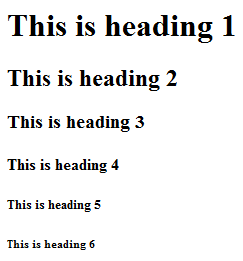 This is heading 1
This is heading 2
This is heading 3
This is heading 4
This is heading 5
This is heading 6